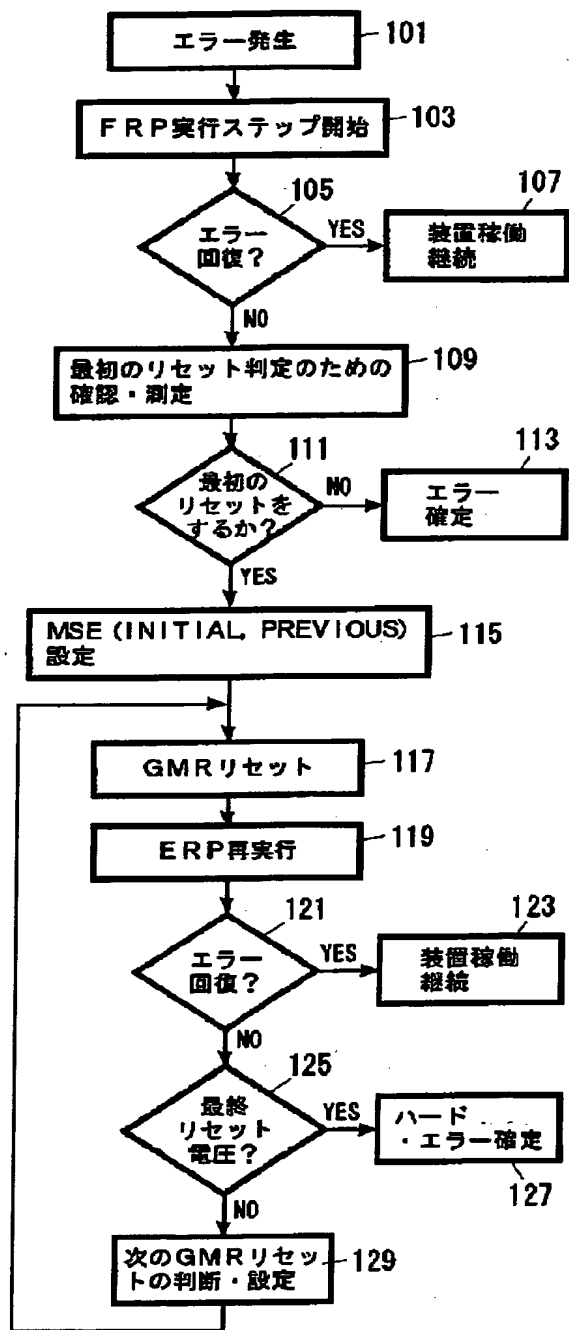 エラー発生
101
FRP実行ステップ開始
103
105
エラー
回復?
YES
107
装置稼働
継続
NO
109
最初のリセット判定のための
確認・測定
111
最初の
リセットを
するか?
NO
113
エラー
確定
YES
MSE(INITIAL, PREVIOUS)
設定
115
GMRリセット
117
ERP再実行
119
121
エラー
回復?
YES
123
装置稼働
継続
NO
125
最終
リセット
電圧?
YES
ハード
・エラー確定
127
NO
次のGMRリセッ
トの判断・設定
129